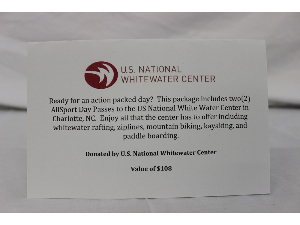 U.S. NATIONAL
WHITEWATER CENTER
Ready for an action packed day? This package includes two(2)
AllSport Day Passes to the US National White Water Center in
Charlotte, NC. Enjoy all that the center has to offer including
whitewater rafting, ziplines, mountain biking, kayaking, and
paddle boarding.
Donated by U.S. National Whitewater Center
Value of $108